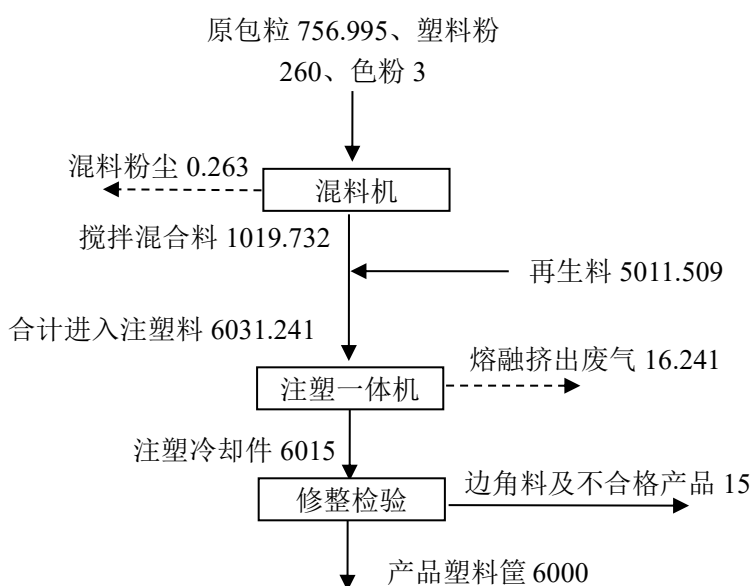 原包粒 756.995、塑料粉
260、色粉 3
混料粉尘 0.263
混料机
搅拌混合料 1019.732
再生料 5011.509
合计进入注塑料 6031.241
熔融挤出废气 16.241
注塑一体机
注塑冷却件 6015
边角料及不合格产品 15
修整检验
产品塑料筐 6000